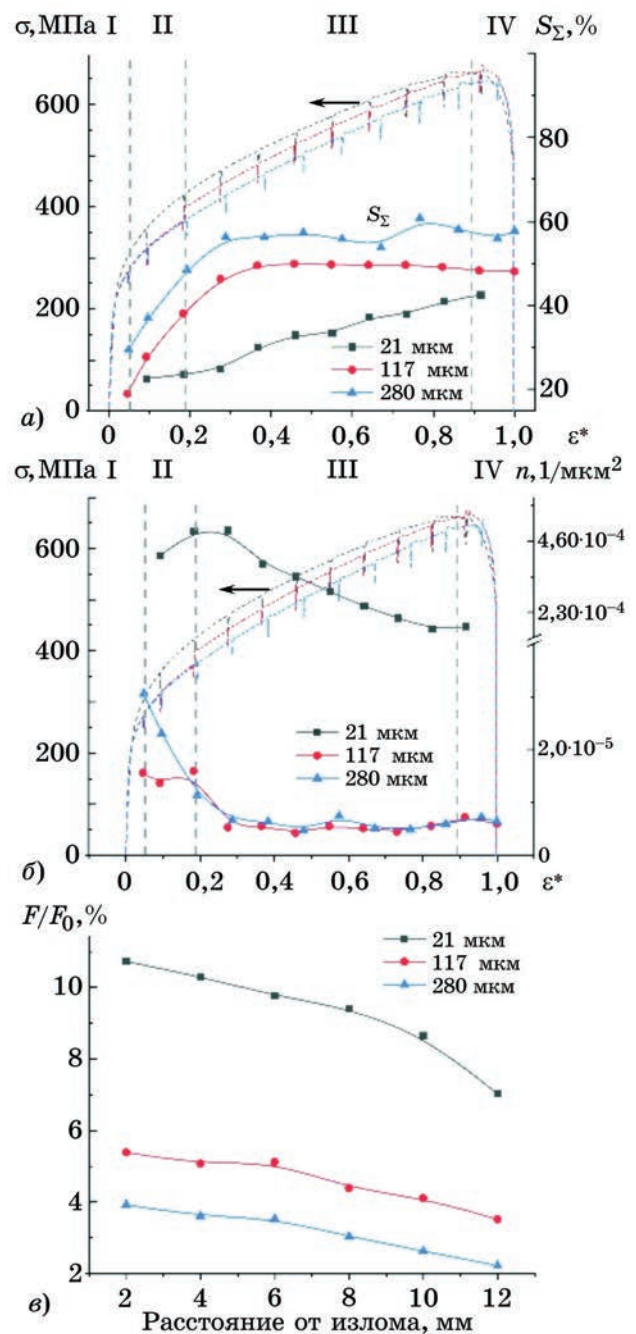 σ, МПа I II III IV S_Σ, %
600
400
200
0
80
60
40
20
S_Σ
21 мкм
117 мкм
280 мкм
а)
0 0,2 0,4 0,6 0,8 1,0 ε*
σ, МПа I II III IV n, 1/мкм²
600
400
200
0
4,60·10⁻⁴
2,30·10⁻⁴
2,0·10⁻⁵
0
21 мкм
117 мкм
280 мкм
б)
0 0,2 0,4 0,6 0,8 1,0 ε*
F/F₀, %
10
8
6
4
2
21 мкм
117 мкм
280 мкм
в)
2 4 6 8 10 12
Расстояние от излома, мм